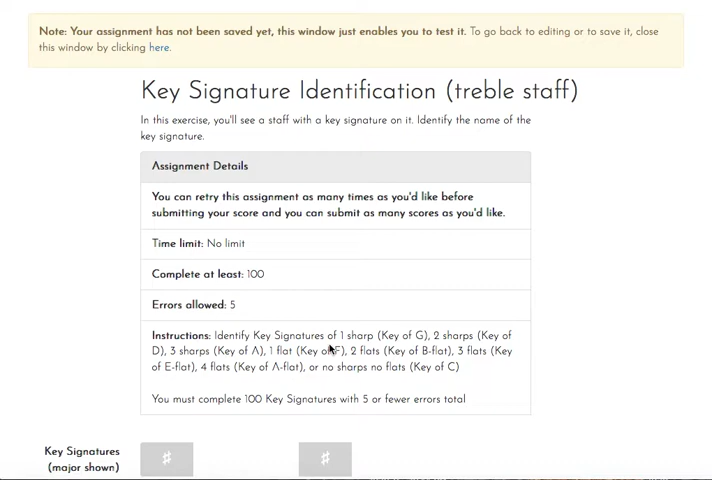 Note: Your assignment has not been saved yet, this window just enables you to test it. To go back to editing or to save it, close
this window by clicking here.
Key Signature Identification (treble staff)
In this exercise, you'll see a staff with a key signature on it. Identify the name of the
key signature.
Assignment Details
You can retry this assignment as many times as you'd like before
submitting your score and you can submit as many scores as you'd like.
Time limit: No limit
Complete at least: 100
Errors allowed: 5
Instructions: Identify Key Signatures of 1 sharp (Key of G), 2 sharps (Key of
D), 3 sharps (Key of A), 1 flat (Key of F), 2 flats (Key of B-flat), 3 flats (Key
of E-flat), 4 flats (Key of A-flat), or no sharps no flats (Key of C)
You must complete 100 Key Signatures with 5 or fewer errors total
Key Signatures
(major shown)
♯ ♯